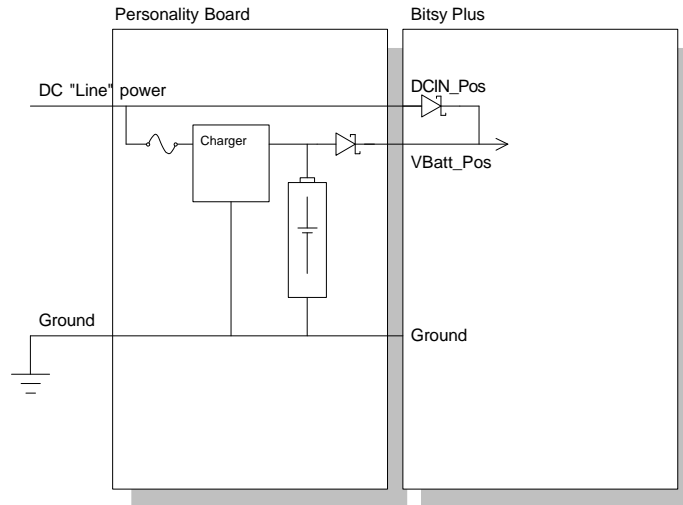 Personality Board
Bitsy Plus
DC "Line" power
DCIN_Pos
Charger
VBatt_Pos
Ground
Ground